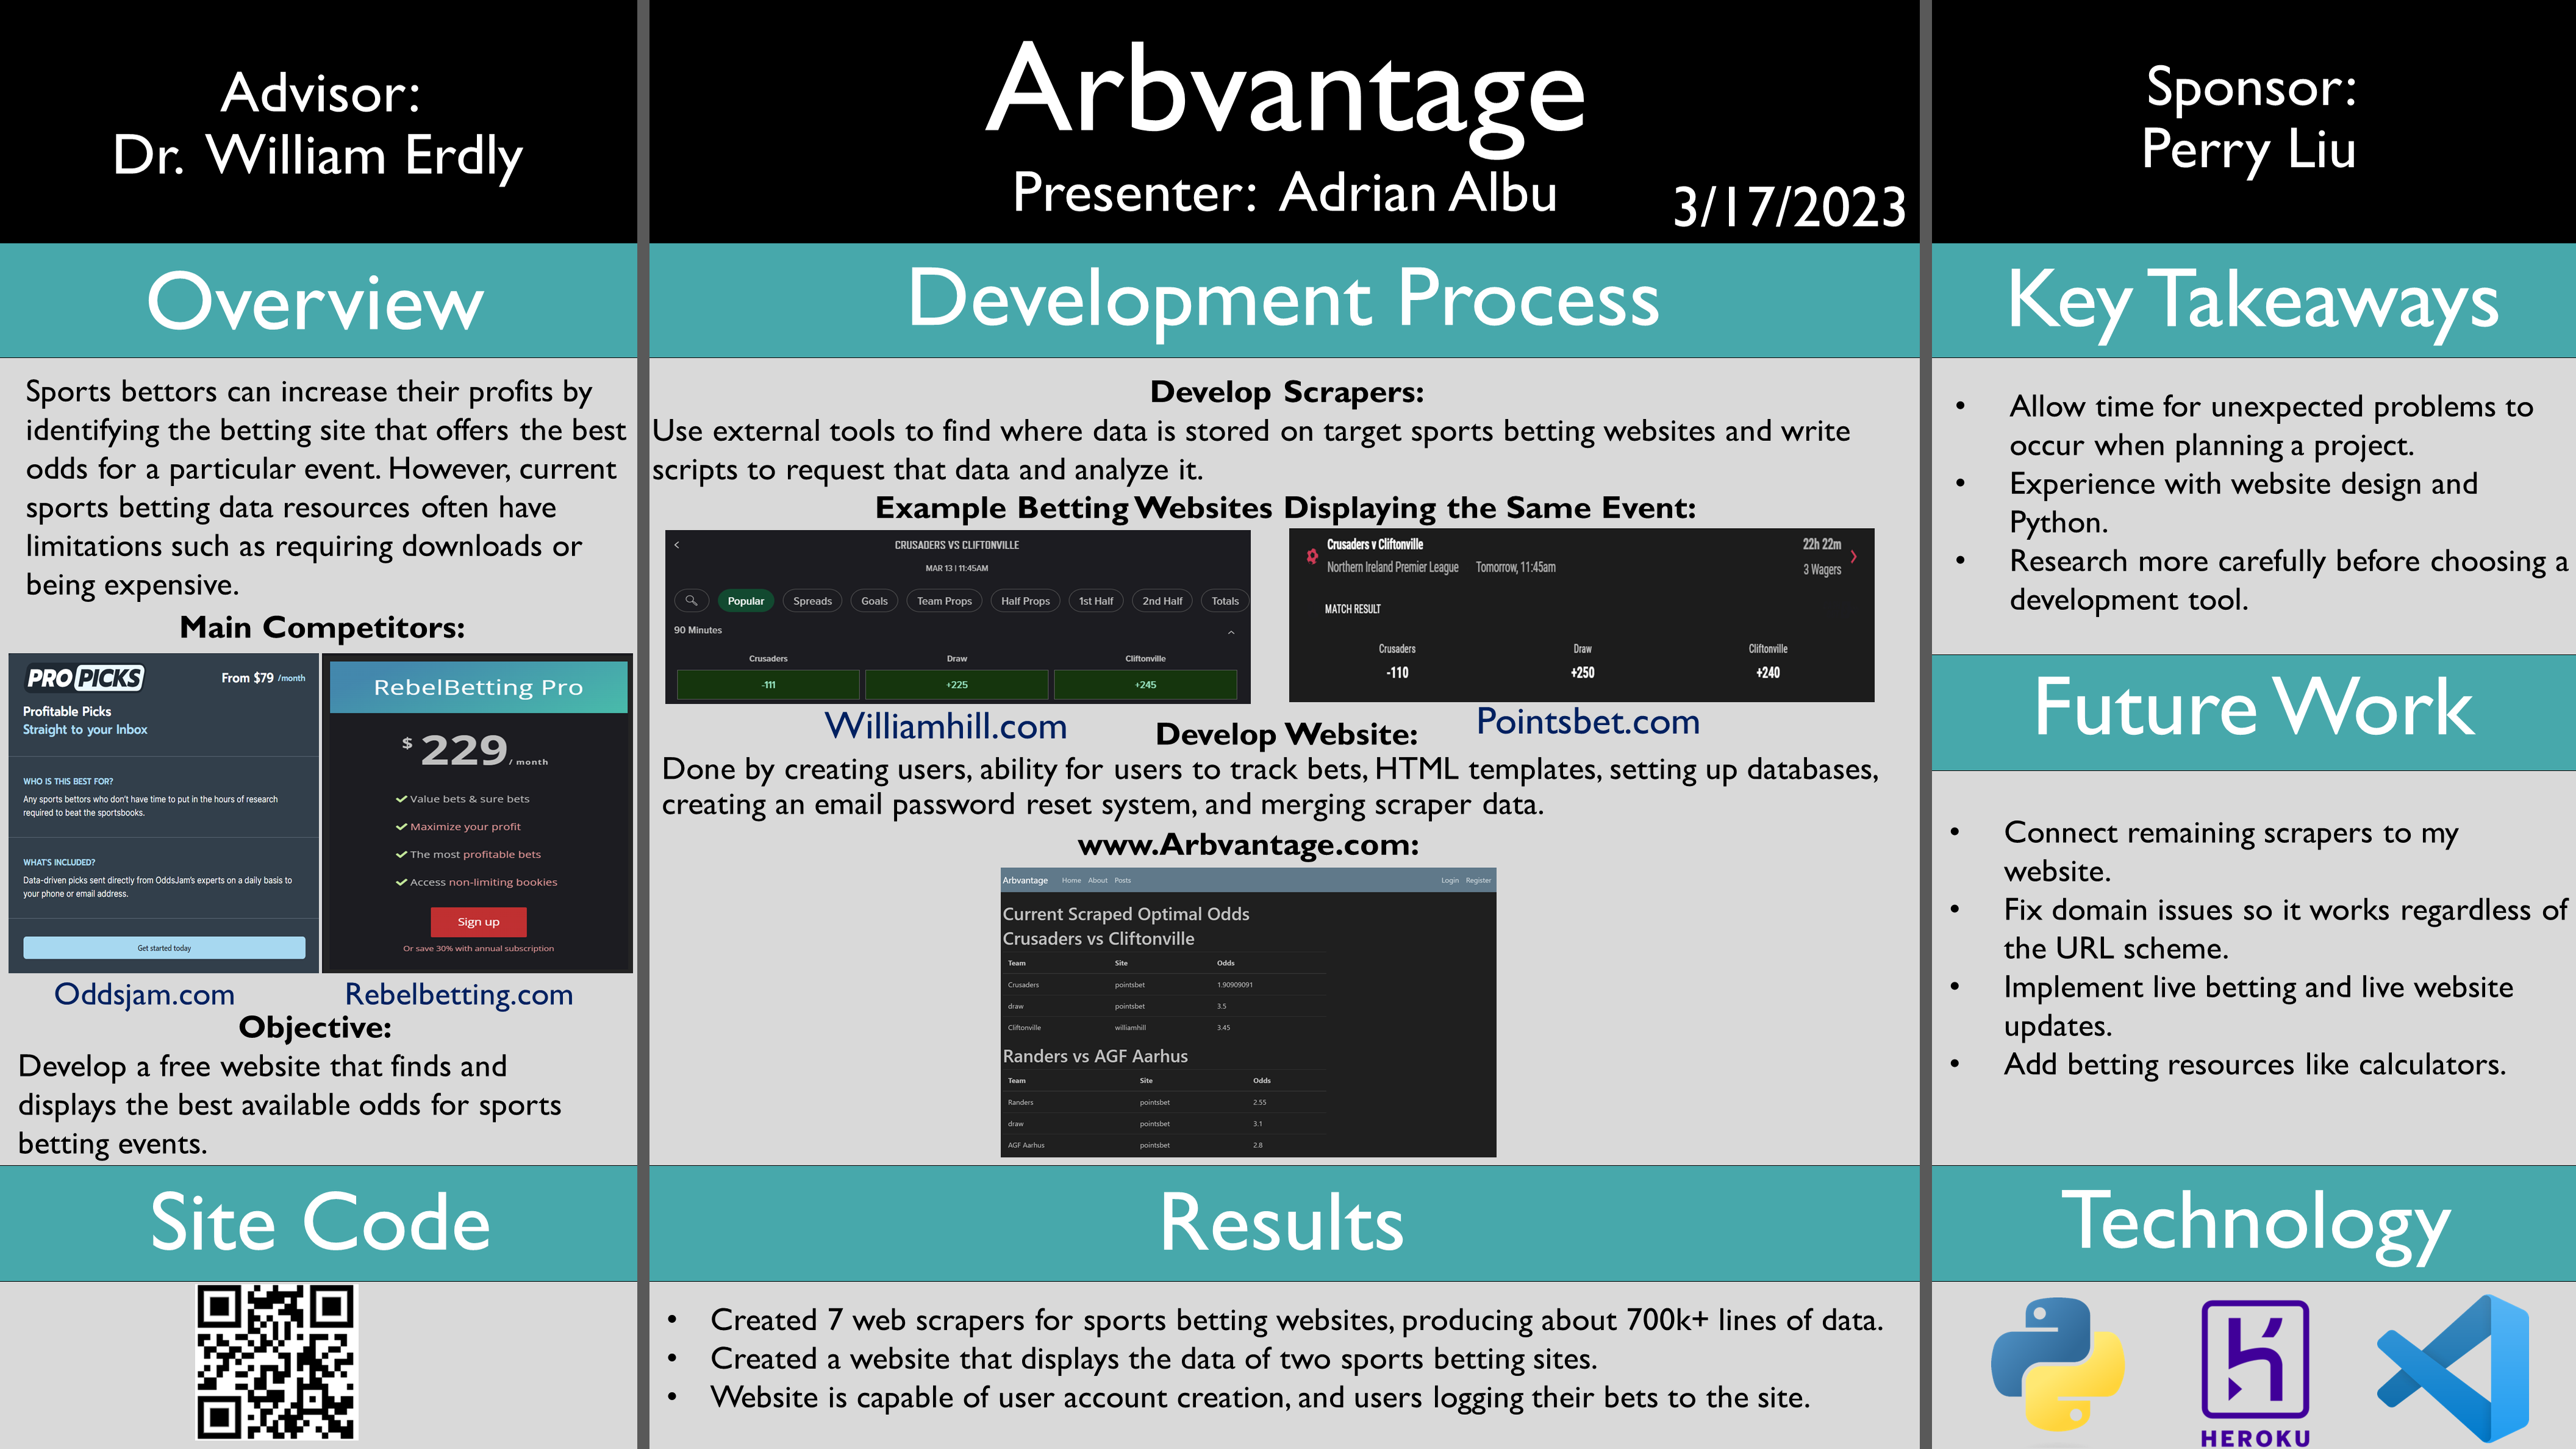 Advisor:
Dr. William Erdly
Arbvantage
Presenter: Adrian Albu
3/17/2023
Sponsor:
Perry Liu
Overview
Sports bettors can increase their profits by
identifying the betting site that offers the best
odds for a particular event. However, current
sports betting data resources often have
limitations such as requiring downloads or
being expensive.
Main Competitors:
PRO PICKS
From $79 /month
Profitable Picks
Straight to your Inbox
WHO IS THIS BEST FOR?
Any sports bettors who don't have time to put in the hours of research
required to beat the sportsbooks.
WHAT'S INCLUDED?
Data-driven picks sent directly from OddsJam's experts on a daily basis to
your phone or email address.
Get started today
RebelBetting Pro
$ 229 / month
Value bets & sure bets
Maximize your profit
The most profitable bets
Access non-limiting bookies
Sign up
Or save 30% with annual subscription
Oddsjam.com
Rebelbetting.com
Objective:
Develop a free website that finds and
displays the best available odds for sports
betting events.
Site Code
Development Process
Develop Scrapers:
Use external tools to find where data is stored on target sports betting websites and write
scripts to request that data and analyze it.
Example Betting Websites Displaying the Same Event:
CRUSADERS VS CLIFTONVILLE
MAR 13 | 11:45AM
Popular Spreads Goals Team Props Half Props 1st Half 2nd Half Totals
90 Minutes
Crusaders Draw Cliftonville
-111 +225 +245
Crusaders v Cliftonville 22h 22m
Northern Ireland Premier League Tomorrow, 11:45am 3 Wagers
MATCH RESULT
Crusaders Draw Cliftonville
-110 +250 +240
Williamhill.com
Pointsbet.com
Develop Website:
Done by creating users, ability for users to track bets, HTML templates, setting up databases,
creating an email password reset system, and merging scraper data.
www.Arbvantage.com:
Arbvantage Home About Posts Login Register
Current Scraped Optimal Odds
Crusaders vs Cliftonville
Team Site Odds
Crusaders pointsbet 1.90909091
draw pointsbet 3.5
Cliftonville williamhill 3.45
Randers vs AGF Aarhus
Team Site Odds
Randers pointsbet 2.55
draw pointsbet 3.1
AGF Aarhus pointsbet 2.8
Results
• Created 7 web scrapers for sports betting websites, producing about 700k+ lines of data.
• Created a website that displays the data of two sports betting sites.
• Website is capable of user account creation, and users logging their bets to the site.
Key Takeaways
• Allow time for unexpected problems to
occur when planning a project.
• Experience with website design and
Python.
• Research more carefully before choosing a
development tool.
Future Work
• Connect remaining scrapers to my
website.
• Fix domain issues so it works regardless of
the URL scheme.
• Implement live betting and live website
updates.
• Add betting resources like calculators.
Technology
HEROKU